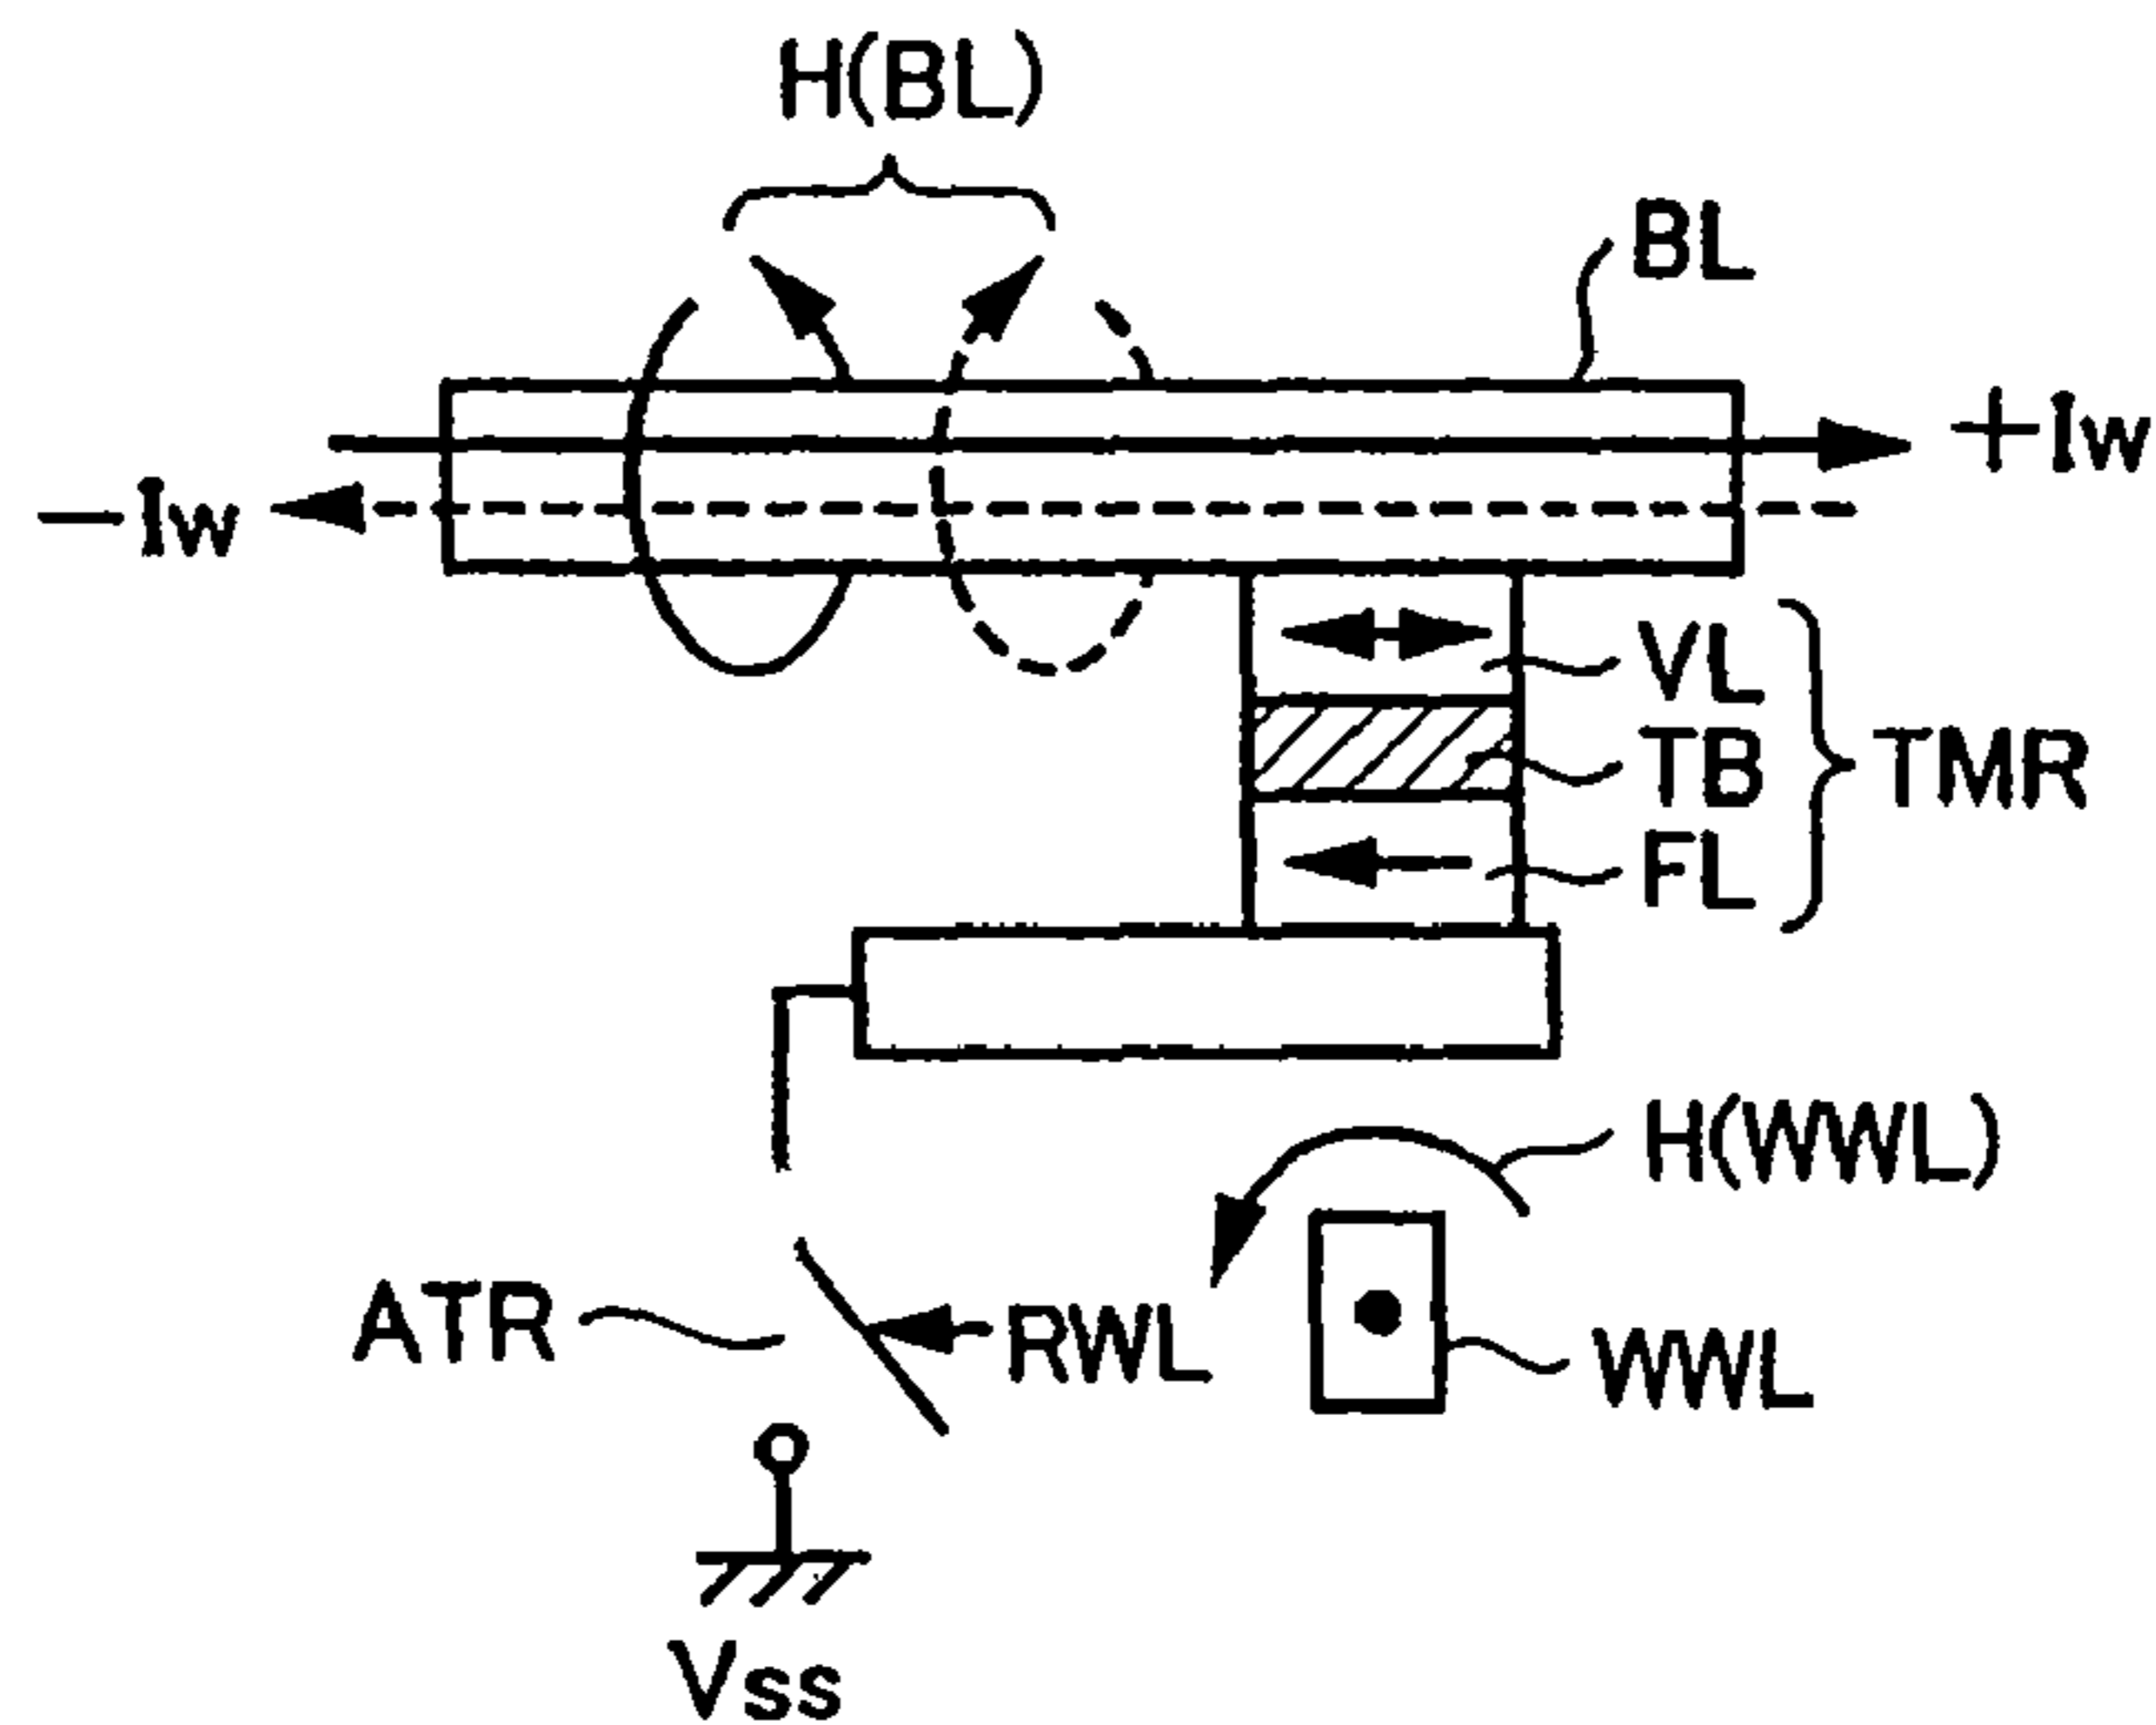 H(BL)
BL
+Iw
−Iw
VL
TB
TMR
FL
H(WWL)
ATR
RWL
WWL
Vss